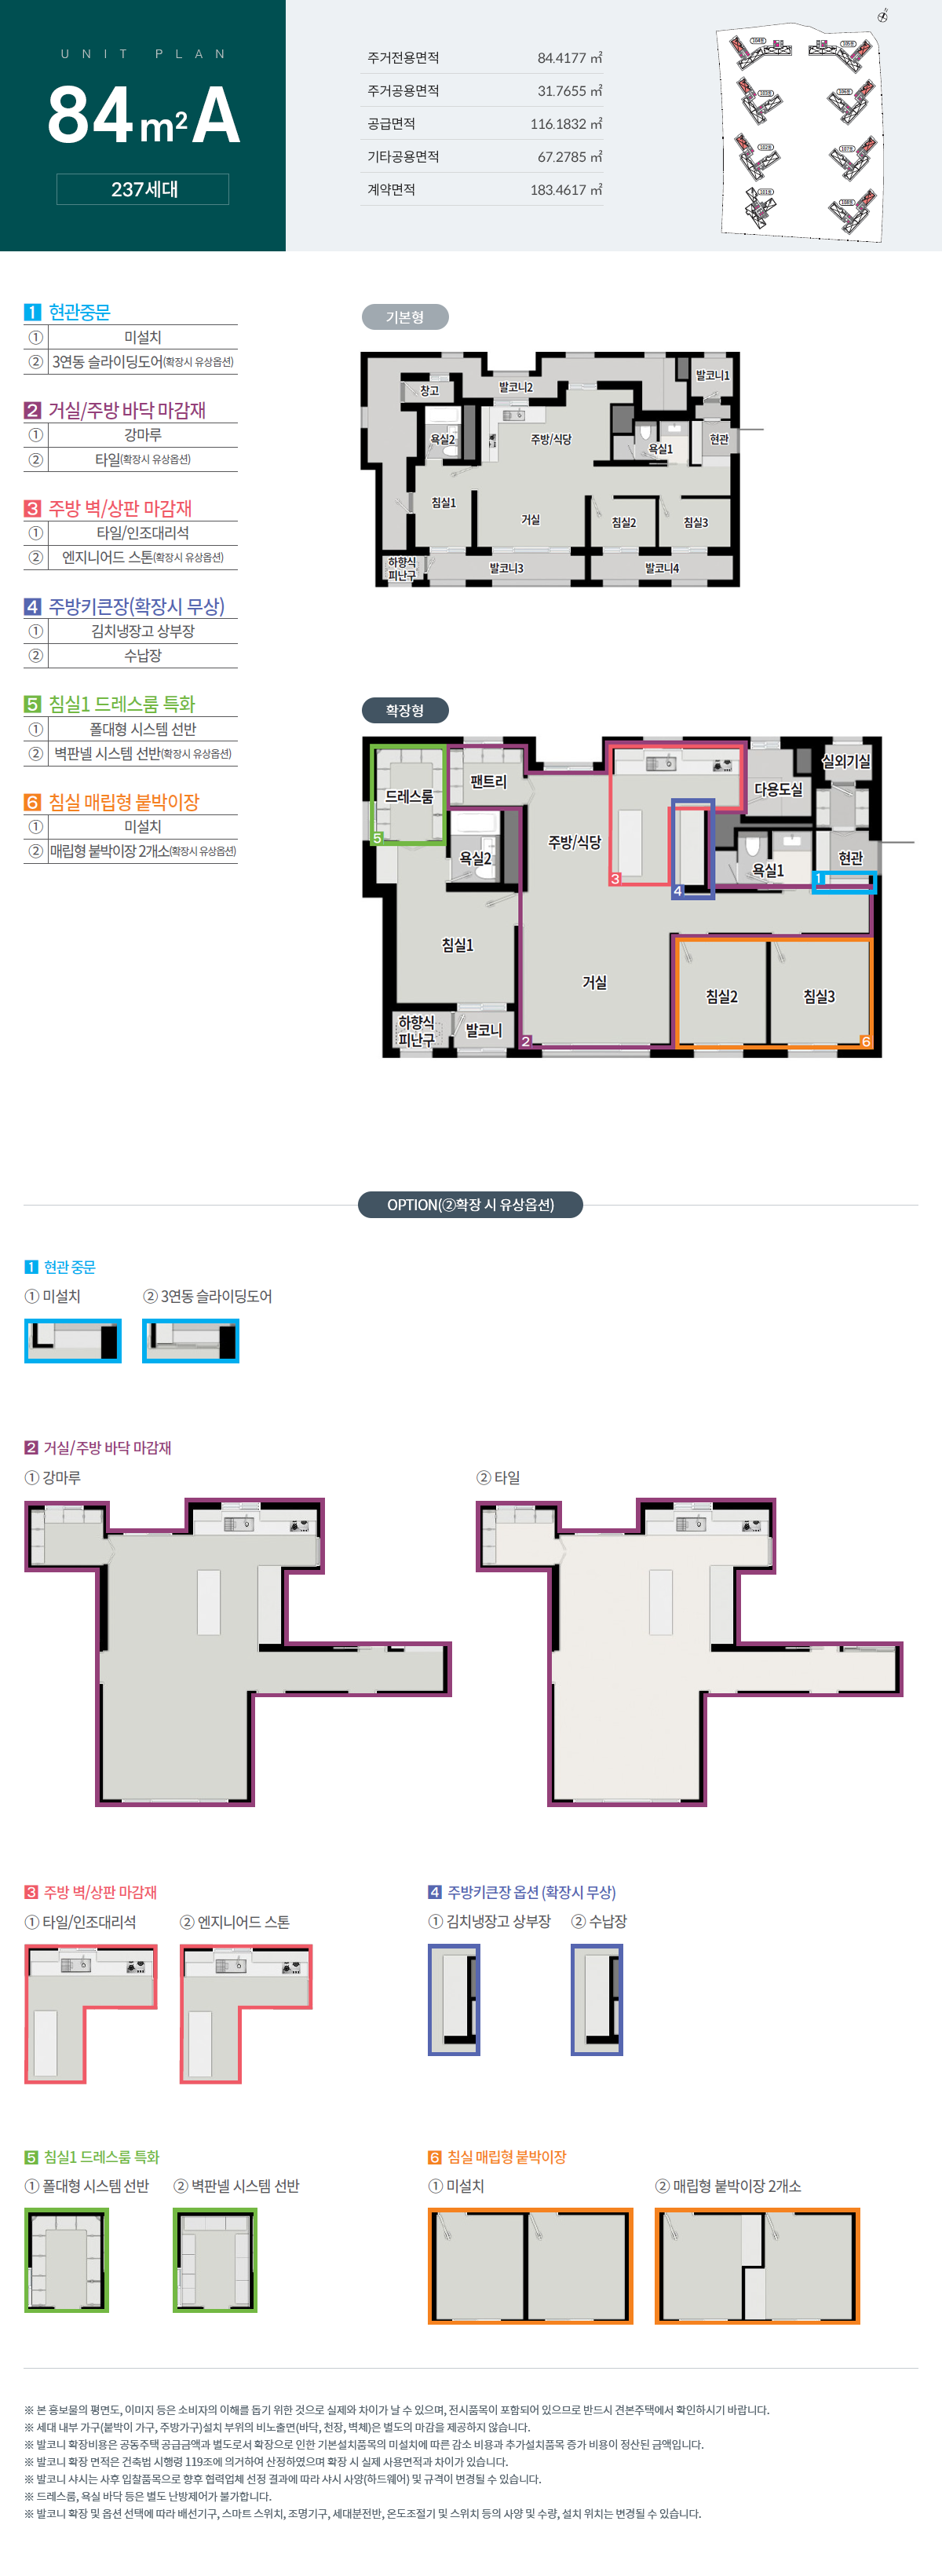 UNIT PLAN
84m²A
237세대
주거전용면적 84.4177 ㎡
주거공용면적 31.7655 ㎡
공급면적 116.1832 ㎡
기타공용면적 67.2785 ㎡
계약면적 183.4617 ㎡
104동
105동
103동
106동
102동
107동
101동
108동
1 현관중문
① 미설치
② 3연동 슬라이딩도어(확장시 유상옵션)
2 거실/주방 바닥 마감재
① 강마루
② 타일(확장시 유상옵션)
3 주방 벽/상판 마감재
① 타일/인조대리석
② 엔지니어드 스톤(확장시 유상옵션)
4 주방키큰장(확장시 무상)
① 김치냉장고 상부장
② 수납장
5 침실1 드레스룸 특화
① 폴대형 시스템 선반
② 벽판넬 시스템 선반(확장시 유상옵션)
6 침실 매립형 붙박이장
① 미설치
② 매립형 붙박이장 2개소(확장시 유상옵션)
기본형
창고
발코니2
발코니1
욕실2
주방/식당
욕실1
현관
침실1
거실
침실2
침실3
하향식
피난구
발코니3
발코니4
확장형
드레스룸
팬트리
다용도실
실외기실
5
욕실2
주방/식당
욕실1
현관
3
4
1
침실1
거실
침실2
침실3
하향식
피난구
발코니
2
6
OPTION(②확장 시 유상옵션)
1 현관 중문
① 미설치
② 3연동 슬라이딩도어
2 거실/주방 바닥 마감재
① 강마루
② 타일
3 주방 벽/상판 마감재
① 타일/인조대리석
② 엔지니어드 스톤
4 주방키큰장 옵션 (확장시 무상)
① 김치냉장고 상부장
② 수납장
5 침실1 드레스룸 특화
① 폴대형 시스템 선반
② 벽판넬 시스템 선반
6 침실 매립형 붙박이장
① 미설치
② 매립형 붙박이장 2개소
※ 본 홍보물의 평면도, 이미지 등은 소비자의 이해를 돕기 위한 것으로 실제와 차이가 날 수 있으며, 전시품목이 포함되어 있으므로 반드시 견본주택에서 확인하시기 바랍니다.
※ 세대 내부 가구(붙박이 가구, 주방가구)설치 부위의 비노출면(바닥, 천장, 벽체)은 별도의 마감을 제공하지 않습니다.
※ 발코니 확장비용은 공동주택 공급금액과 별도로서 확장으로 인한 기본설치품목의 미설치에 따른 감소 비용과 추가설치품목 증가 비용이 정산된 금액입니다.
※ 발코니 확장 면적은 건축법 시행령 119조에 의거하여 산정하였으며 확장 시 실제 사용면적과 차이가 있습니다.
※ 발코니 샤시는 사후 입찰품목으로 향후 협력업체 선정 결과에 따라 샤시 사양(하드웨어) 및 규격이 변경될 수 있습니다.
※ 드레스룸, 욕실 바닥 등은 별도 난방제어가 불가합니다.
※ 발코니 확장 및 옵션 선택에 따라 배선기구, 스마트 스위치, 조명기구, 세대분전반, 온도조절기 및 스위치 등의 사양 및 수량, 설치 위치는 변경될 수 있습니다.